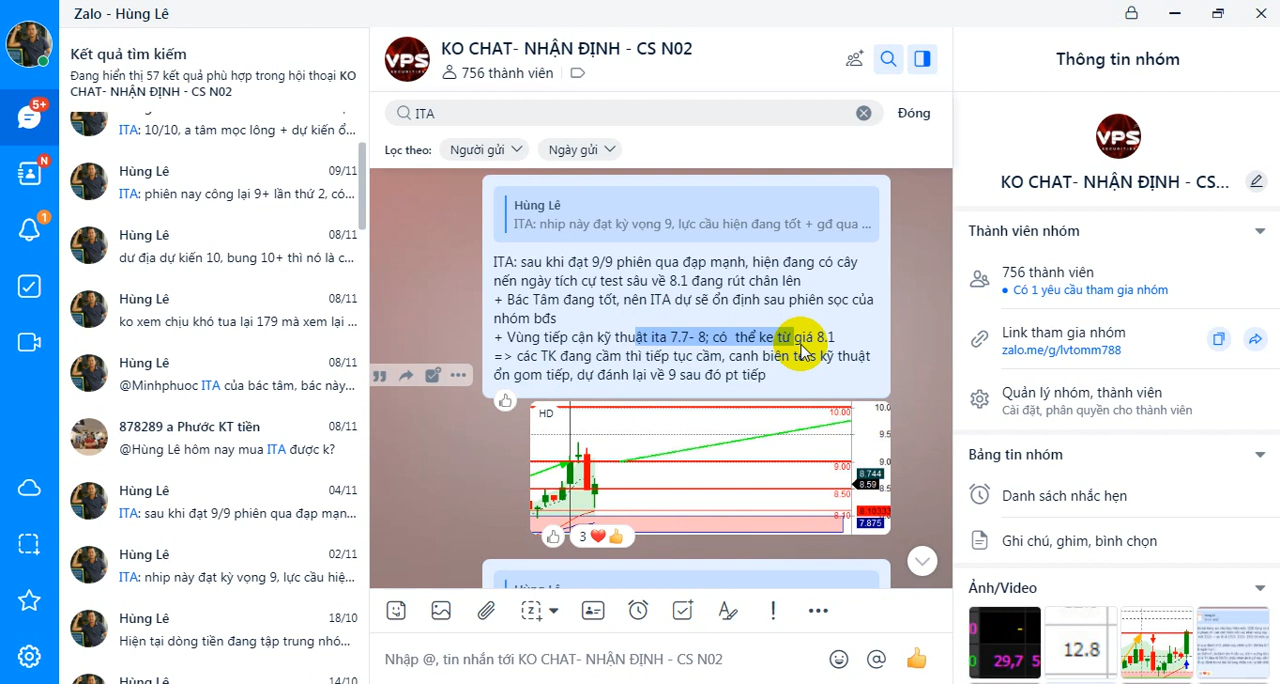 Zalo - Hùng Lê
Kết quả tìm kiếm
Đang hiển thị 57 kết quả phù hợp trong hội thoại KO
CHAT- NHẬN ĐỊNH - CS N02
ITA: 10/10, a tâm mọc lông + dự kiến ổ...
Hùng Lê 09/11
ITA: phiên nay công lại 9+ lần thứ 2, có...
Hùng Lê 08/11
dư địa dự kiến 10, bung 10+ thì nó là c...
Hùng Lê 08/11
ko xem chịu khó tua lại 179 mà xem lại ...
Hùng Lê 08/11
@Minhphuoc ITA của bác tâm, bác này...
878289 a Phước KT tiền 08/11
@Hùng Lê hôm nay mua ITA được k?
Hùng Lê 04/11
ITA: sau khi đạt 9/9 phiên qua đạp mạn...
Hùng Lê 02/11
ITA: nhip này đạt kỳ vọng 9, lực cầu hiệ...
Hùng Lê 18/10
Hiện tại dòng tiền đang tập trung nhó...
Hùng Lê 14/10
5+
N
1
VPS
SECURITIES
KO CHAT- NHẬN ĐỊNH - CS N02
756 thành viên
ITA
Đóng
Lọc theo: Người gửi Ngày gửi
Hùng Lê
ITA: nhip này đạt kỳ vọng 9, lực cầu hiện đang tốt + gđ qua ...
ITA: sau khi đạt 9/9 phiên qua đạp mạnh, hiện đang có cây
nến ngày tích cự test sâu về 8.1 đang rút chân lên
+ Bác Tâm đang tốt, nên ITA dự sẽ ổn định sau phiên sọc của
nhóm bđs
+ Vùng tiếp cận kỹ thuật ita 7.7- 8; có thể ke từ giá 8.1
=> các TK đang cầm thì tiếp tục cầm, canh biên t kỹ thuật
ổn gom tiếp, dự đánh lại về 9 sau đó pt tiếp
HD
10.00
10.0
9.5
9.00
9.0
8.744
8.59
8.50
8.10
8.10333
7.875
3
Hùng Lê
Nhập @, tin nhắn tới KO CHAT- NHẬN ĐỊNH - CS N02
Thông tin nhóm
VPS
SECURITIES
KO CHAT- NHẬN ĐỊNH - CS...
Thành viên nhóm
756 thành viên
Có 1 yêu cầu tham gia nhóm
Link tham gia nhóm
zalo.me/g/lvtomm788
Quản lý nhóm, thành viên
Cài đặt, phân quyền cho thành viên
Bảng tin nhóm
Danh sách nhắc hẹn
Ghi chú, ghim, bình chọn
Ảnh/Video
29,7
12.8